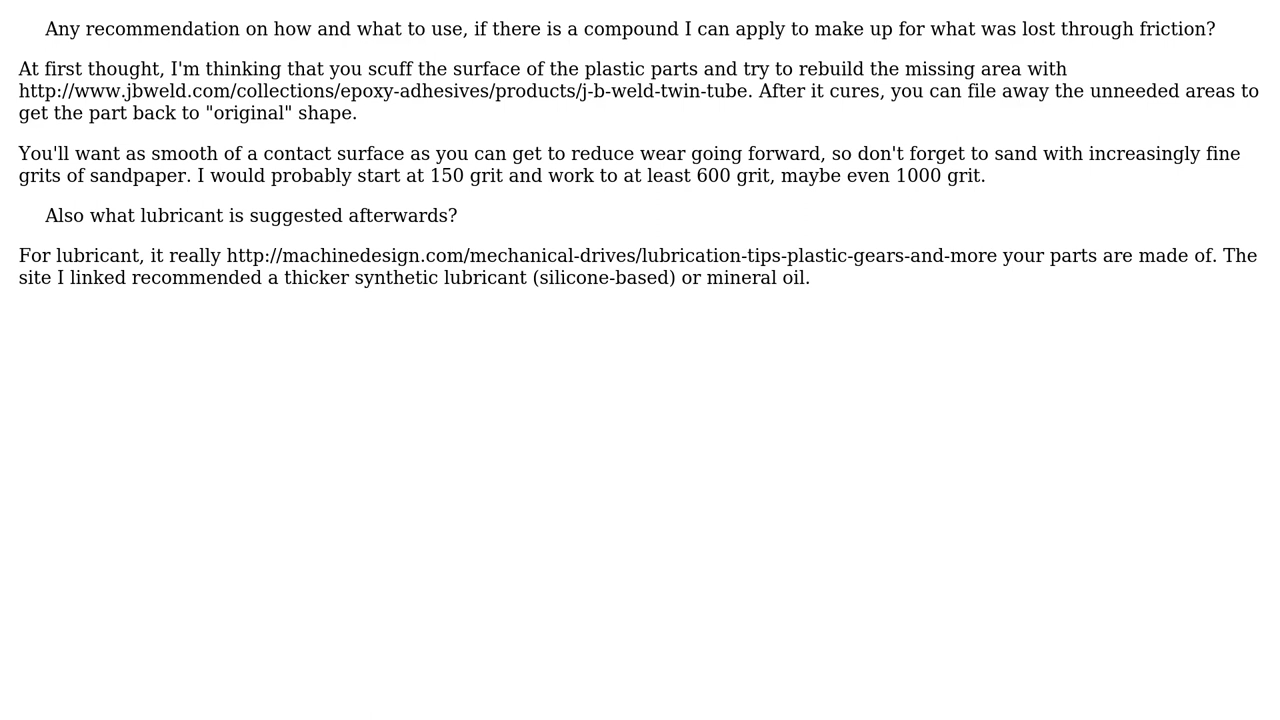 Any recommendation on how and what to use, if there is a compound I can apply to make up for what was lost through friction?
At first thought, I'm thinking that you scuff the surface of the plastic parts and try to rebuild the missing area with
http://www.jbweld.com/collections/epoxy-adhesives/products/j-b-weld-twin-tube. After it cures, you can file away the unneeded areas to
get the part back to "original" shape.
You'll want as smooth of a contact surface as you can get to reduce wear going forward, so don't forget to sand with increasingly fine
grits of sandpaper. I would probably start at 150 grit and work to at least 600 grit, maybe even 1000 grit.
Also what lubricant is suggested afterwards?
For lubricant, it really http://machinedesign.com/mechanical-drives/lubrication-tips-plastic-gears-and-more your parts are made of. The
site I linked recommended a thicker synthetic lubricant (silicone-based) or mineral oil.